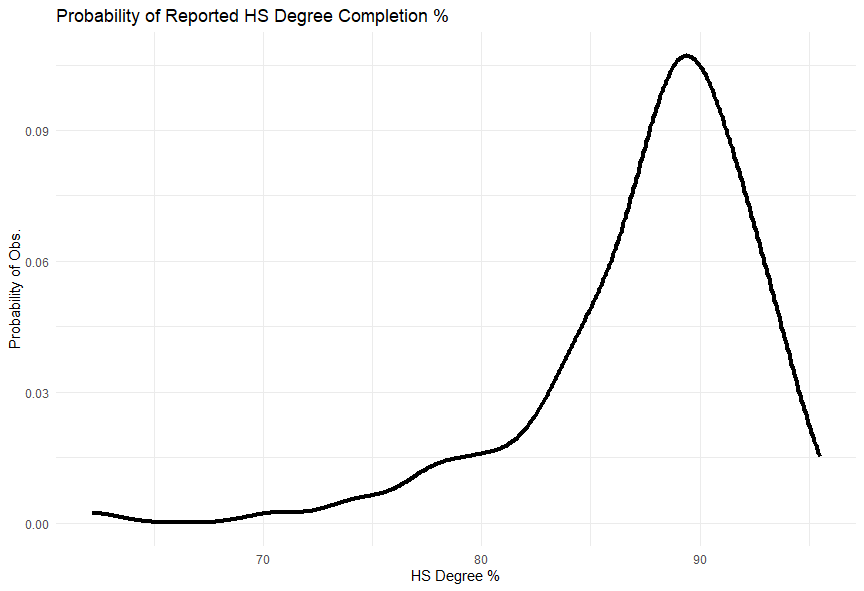 Probability of Reported HS Degree Completion %
Probability of Obs.
0.09
0.06
0.03
0.00
70 80 90
HS Degree %